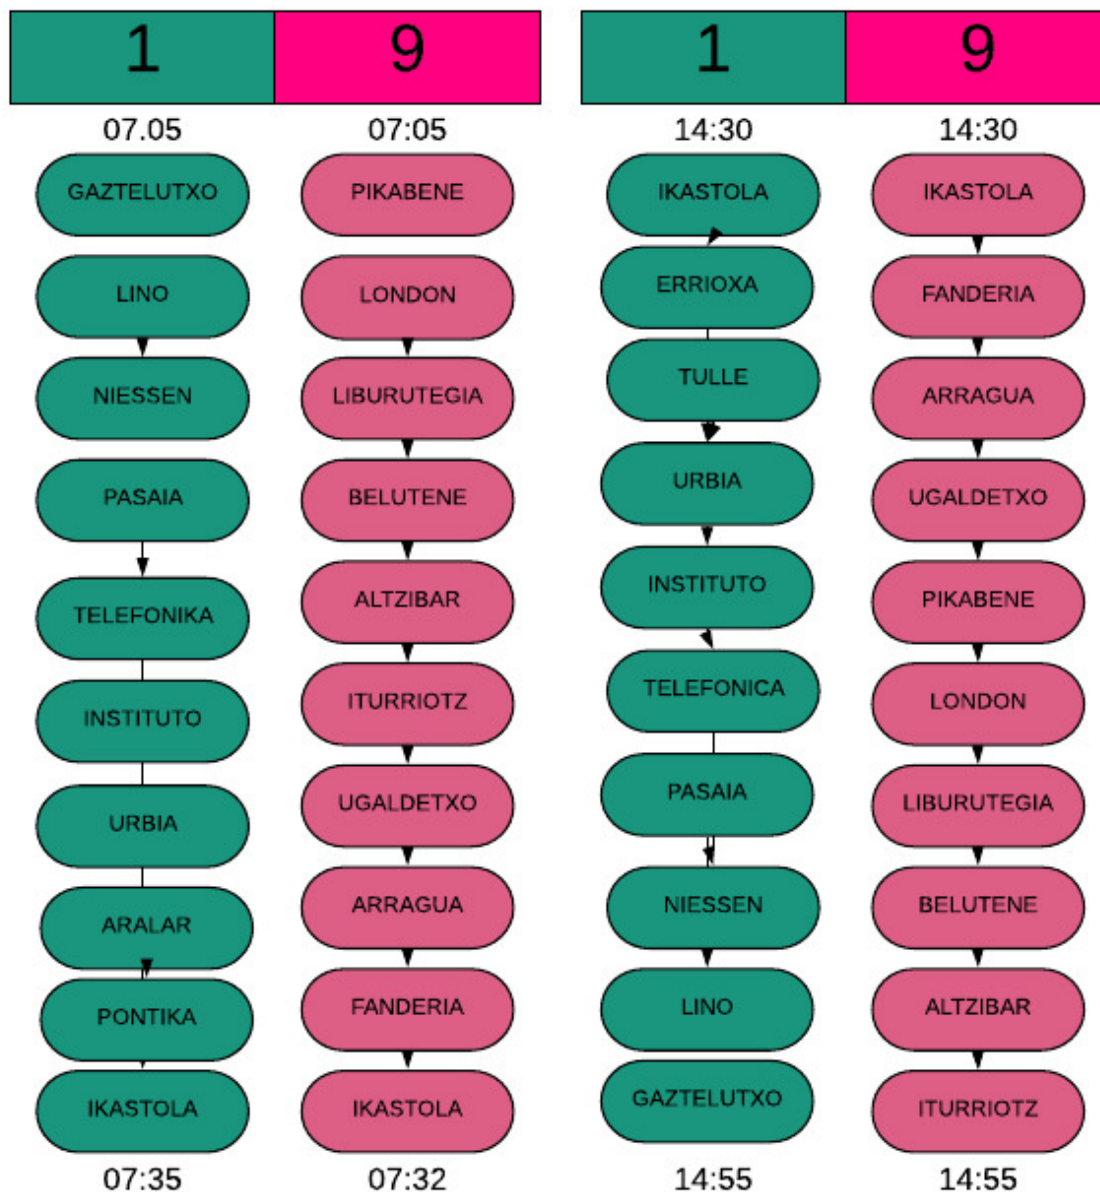 1
9
07.05
07:05
GAZTELUTXO
PIKABENE
LINO
LONDON
NIESSEN
LIBURUTEGIA
PASAIA
BELUTENE
TELEFONIKA
ALTZIBAR
INSTITUTO
ITURRIOTZ
URBIA
UGALDETXO
ARALAR
ARRAGUA
PONTIKA
FANDERIA
IKASTOLA
IKASTOLA
07:35
07:32
1
9
14:30
14:30
IKASTOLA
IKASTOLA
ERRIOXA
FANDERIA
TULLE
ARRAGUA
URBIA
UGALDETXO
INSTITUTO
PIKABENE
TELEFONICA
LONDON
PASAIA
LIBURUTEGIA
NIESSEN
BELUTENE
LINO
ALTZIBAR
GAZTELUTXO
ITURRIOTZ
14:55
14:55